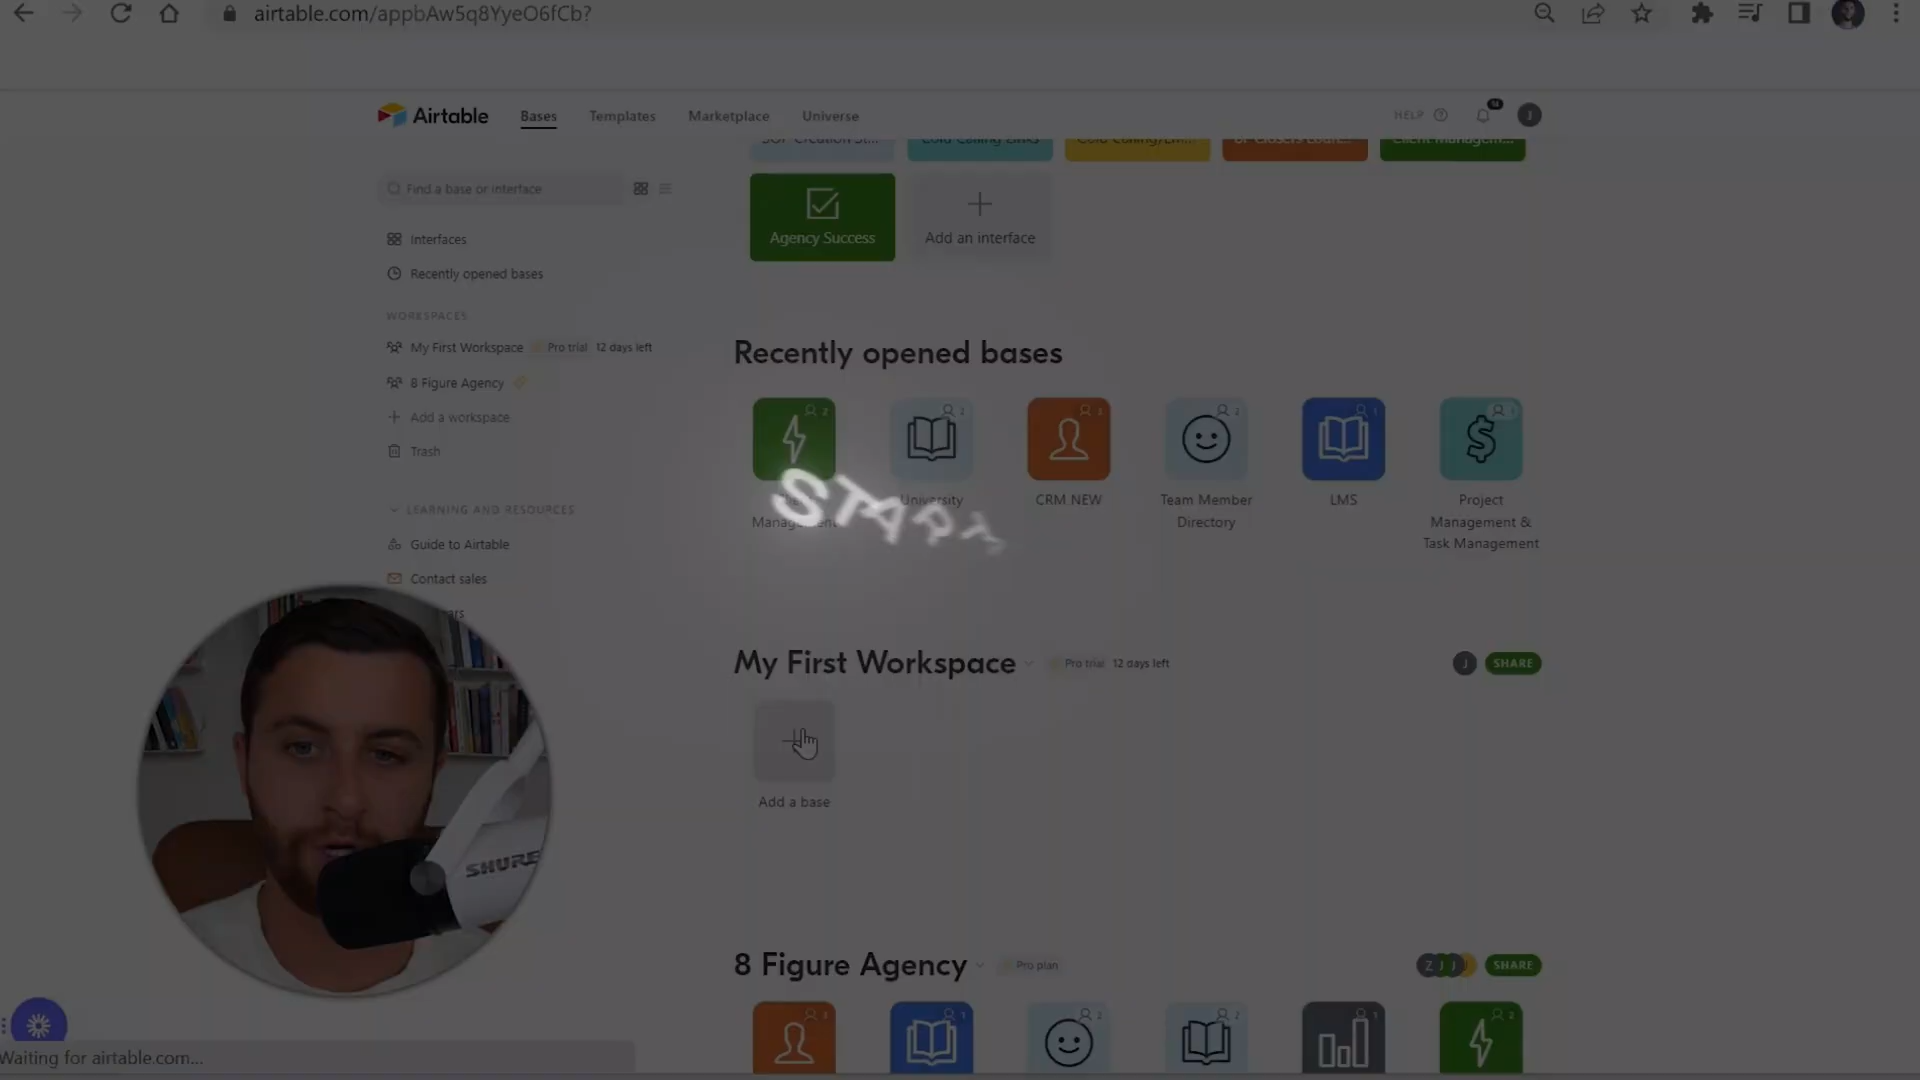 airtable.com/appbAw5q8YyeO6fCb?
Airtable
Bases
Templates
Marketplace
Universe
HELP
J
Find a base or interface
Interfaces
Recently opened bases
WORKSPACES
My First Workspace Pro trial 12 days left
8 Figure Agency
Add a workspace
Trash
LEARNING AND RESOURCES
Guide to Airtable
Contact sales
Agency Success
Add an interface
Recently opened bases
University
CRM NEW
Team Member
Directory
LMS
Project
Management &
Task Management
START
My First Workspace Pro trial 12 days left
J SHARE
Add a base
8 Figure Agency Pro plan
Z J J SHARE
SHURE
Waiting for airtable.com...